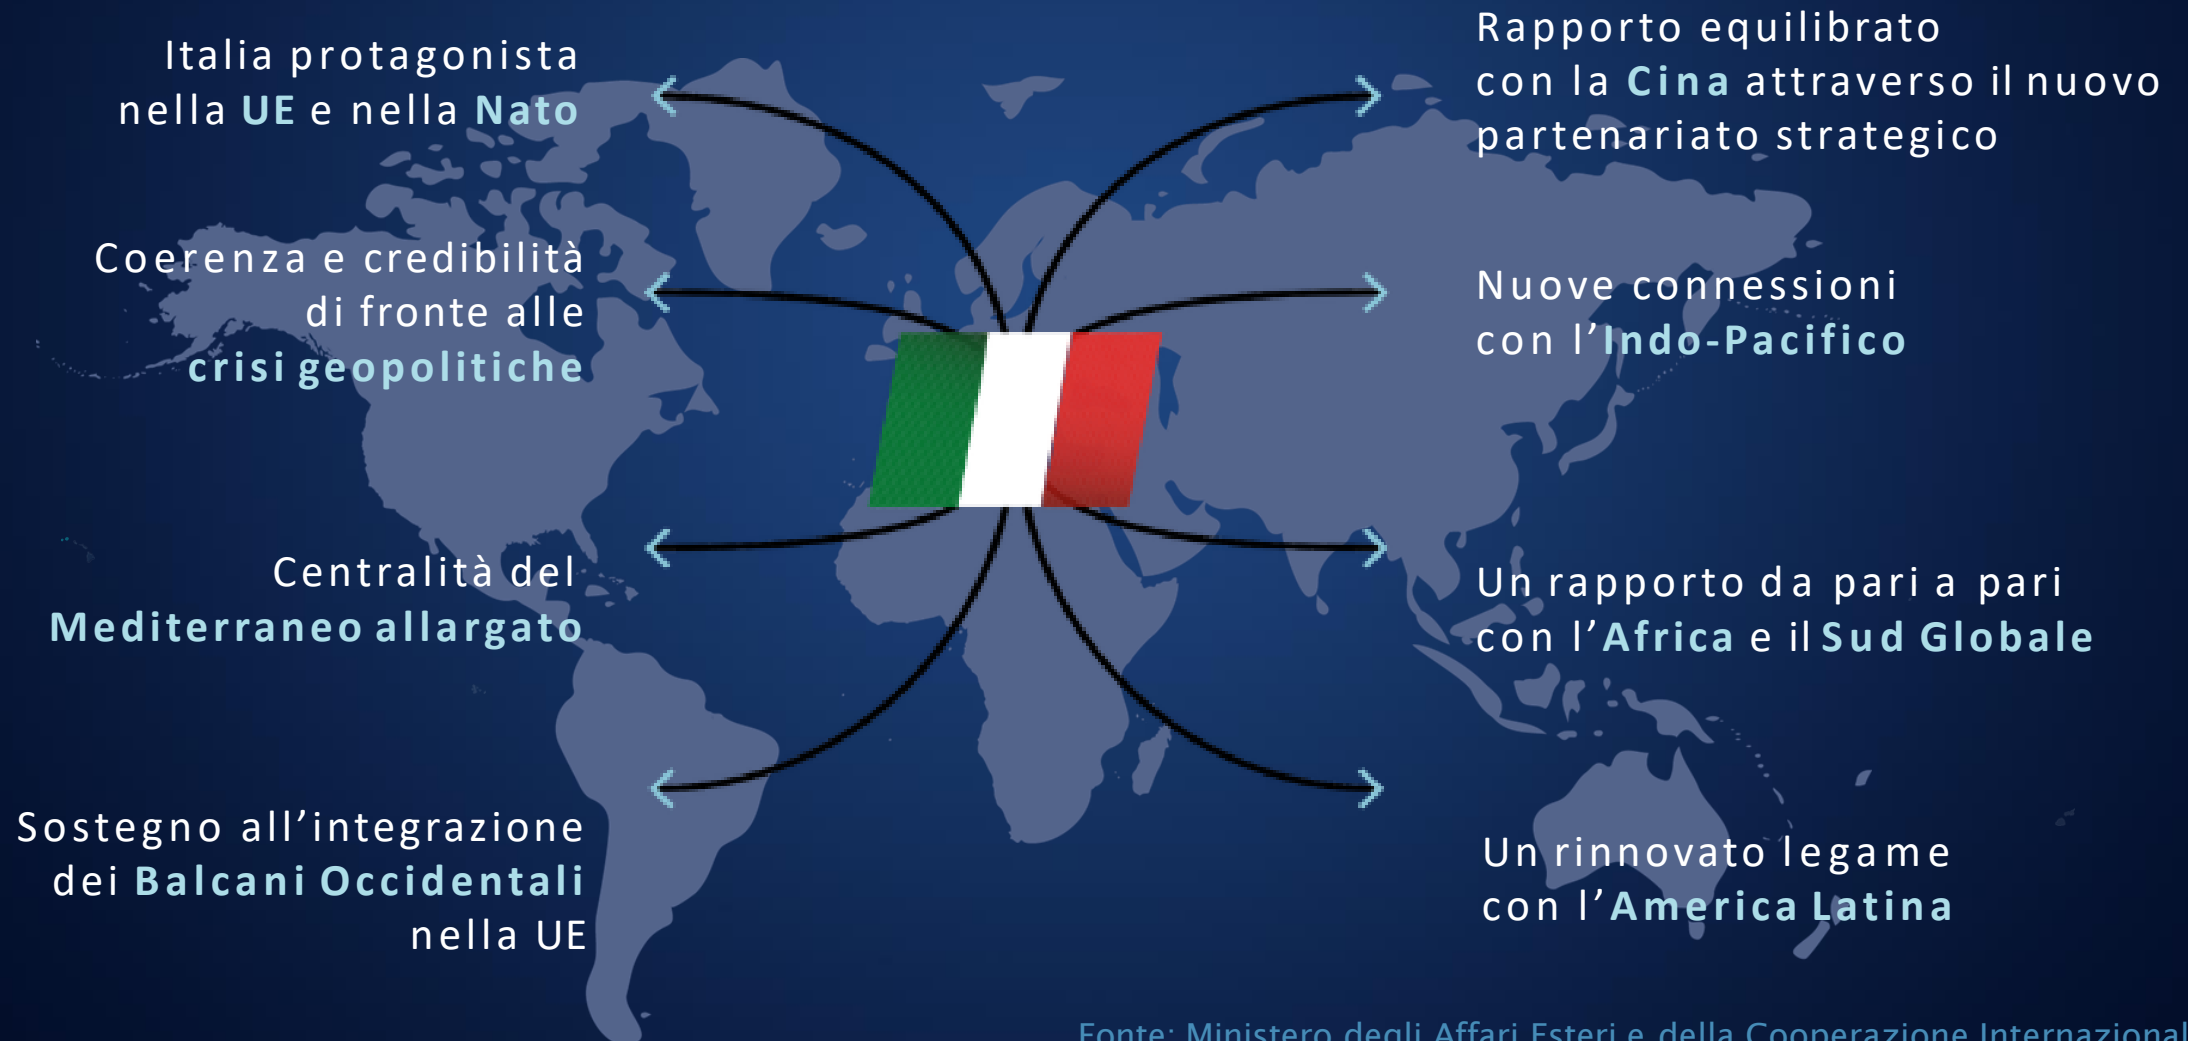 Italia protagonista
nella UE e nella Nato
Coerenza e credibilità
di fronte alle
crisi geopolitiche
Centralità del
Mediterraneo allargato
Sostegno all’integrazione
dei Balcani Occidentali
nella UE
Rapporto equilibrato
con la Cina attraverso il nuovo
partenariato strategico
Nuove connessioni
con l’Indo-Pacifico
Un rapporto da pari a pari
con l’Africa e il Sud Globale
Un rinnovato legame
con l’America Latina
Fonte: Ministero degli Affari Esteri e della Cooperazione Internazional